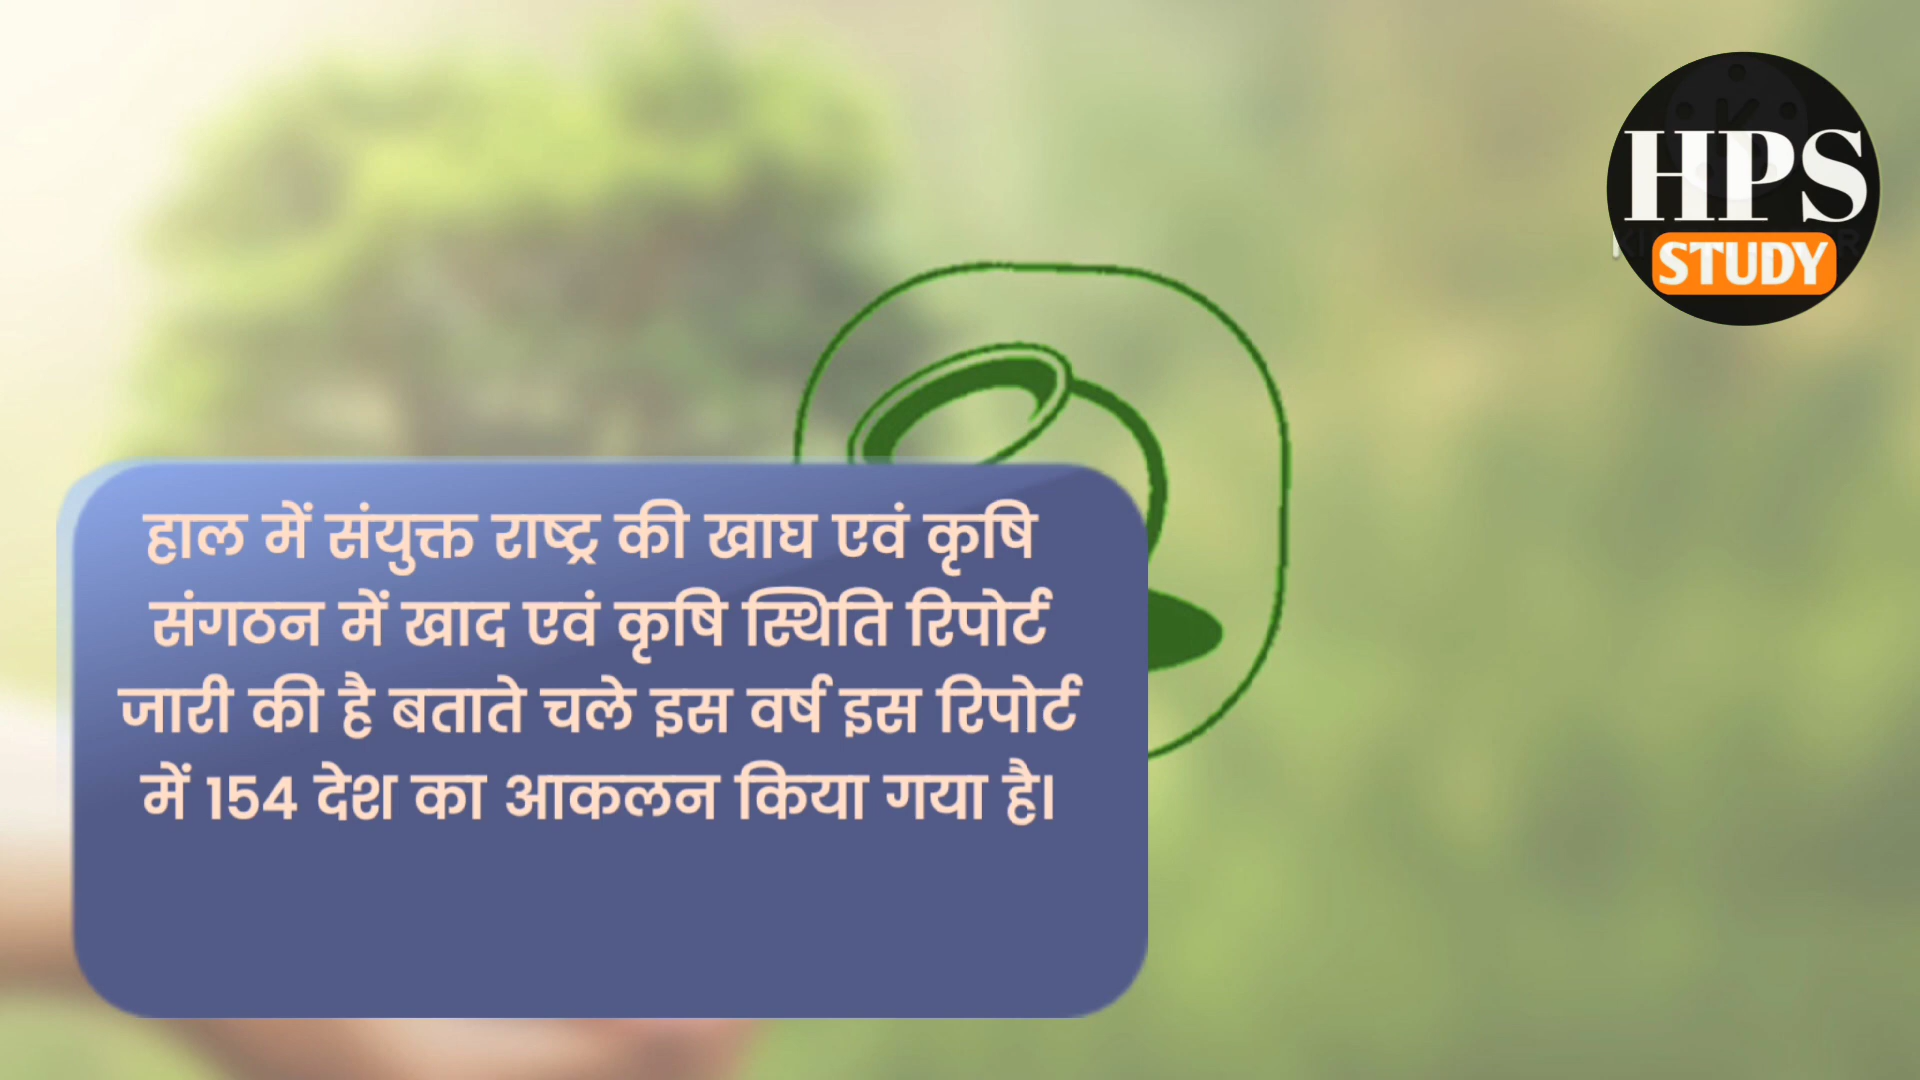 HPS
STUDY
हाल में संयुक्त राष्ट्र की खाघ एवं कृषि
संगठन में खाद एवं कृषि स्थिति रिपोर्ट
जारी की है बताते चले इस वर्ष इस रिपोर्ट
में 154 देश का आकलन किया गया है।